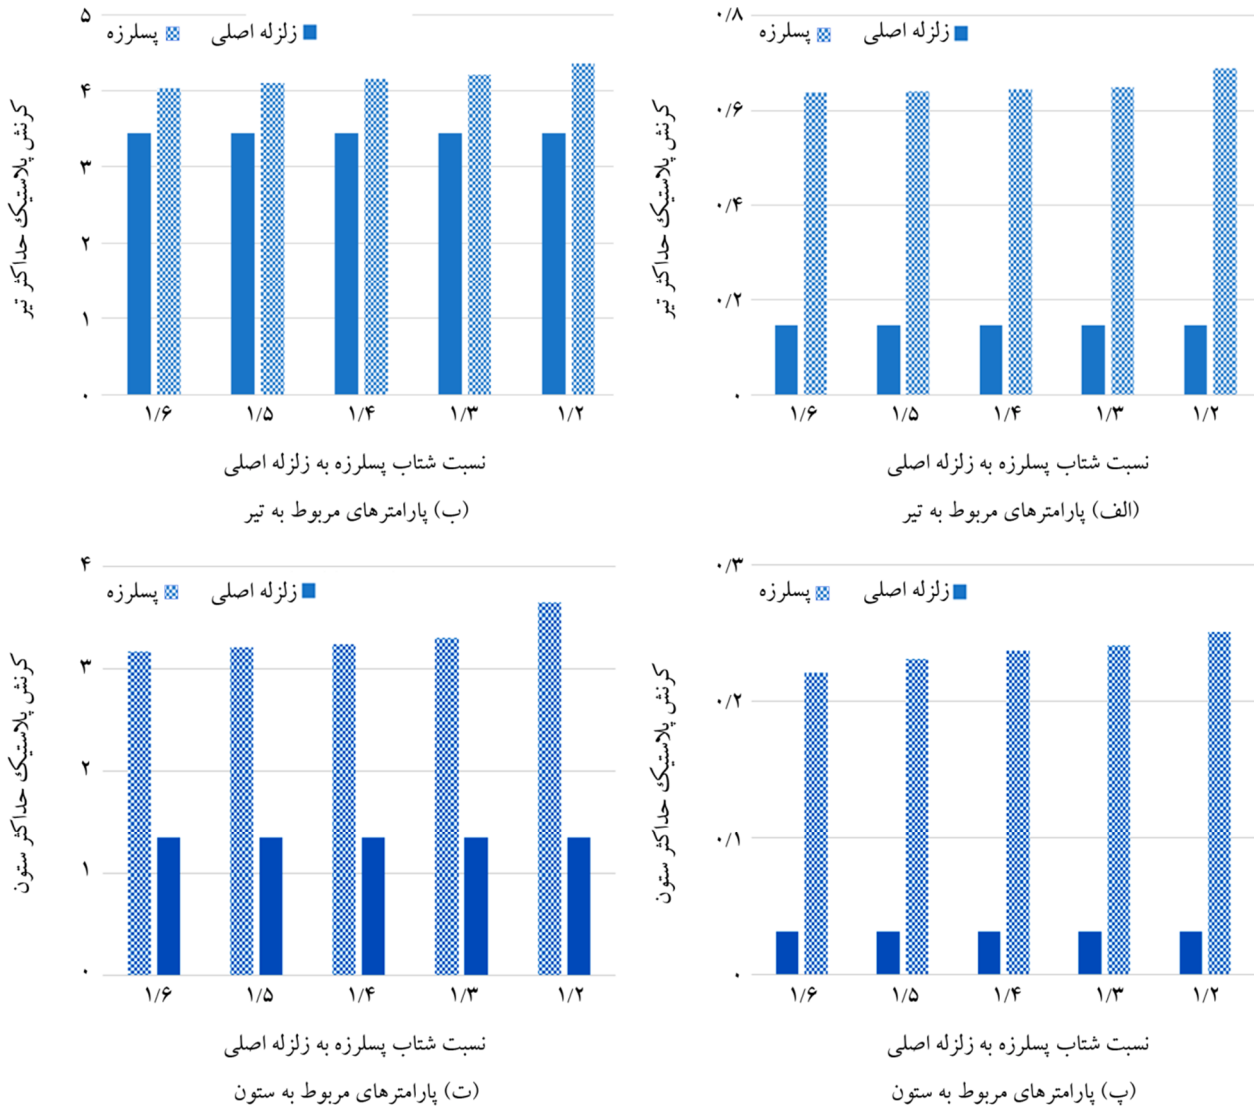 زلزله اصلی پسلرزه
۰/۸
۰/۶
۰/۴
۰/۲
۰
کرنش پلاستیک حداکثر تیر
۱/۲ ۱/۳ ۱/۴ ۱/۵ ۱/۶
نسبت شتاب پسلرزه به زلزله اصلی
(الف) پارامترهای مربوط به تیر
زلزله اصلی پسلرزه
۵
۴
۳
۲
۱
۰
کرنش پلاستیک حداکثر تیر
۱/۲ ۱/۳ ۱/۴ ۱/۵ ۱/۶
نسبت شتاب پسلرزه به زلزله اصلی
(ب) پارامترهای مربوط به تیر
زلزله اصلی پسلرزه
۰/۳
۰/۲
۰/۱
۰
کرنش پلاستیک حداکثر ستون
۱/۲ ۱/۳ ۱/۴ ۱/۵ ۱/۶
نسبت شتاب پسلرزه به زلزله اصلی
(پ) پارامترهای مربوط به ستون
زلزله اصلی پسلرزه
۴
۳
۲
۱
۰
کرنش پلاستیک حداکثر ستون
۱/۲ ۱/۳ ۱/۴ ۱/۵ ۱/۶
نسبت شتاب پسلرزه به زلزله اصلی
(ت) پارامترهای مربوط به ستون